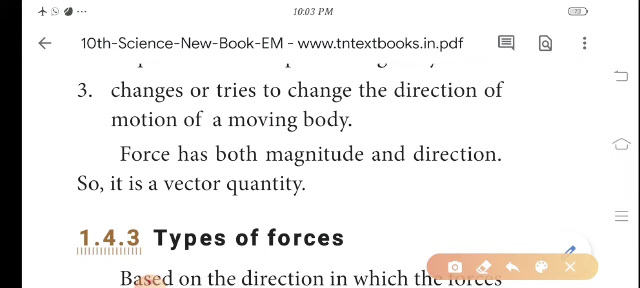 10:03 PM
10th-Science-New-Book-EM - www.tntextbooks.in.pdf
3. changes or tries to change the direction of
motion of a moving body.
Force has both magnitude and direction.
So, it is a vector quantity.
1.4.3 Types of forces
Based on the direction in which the forces